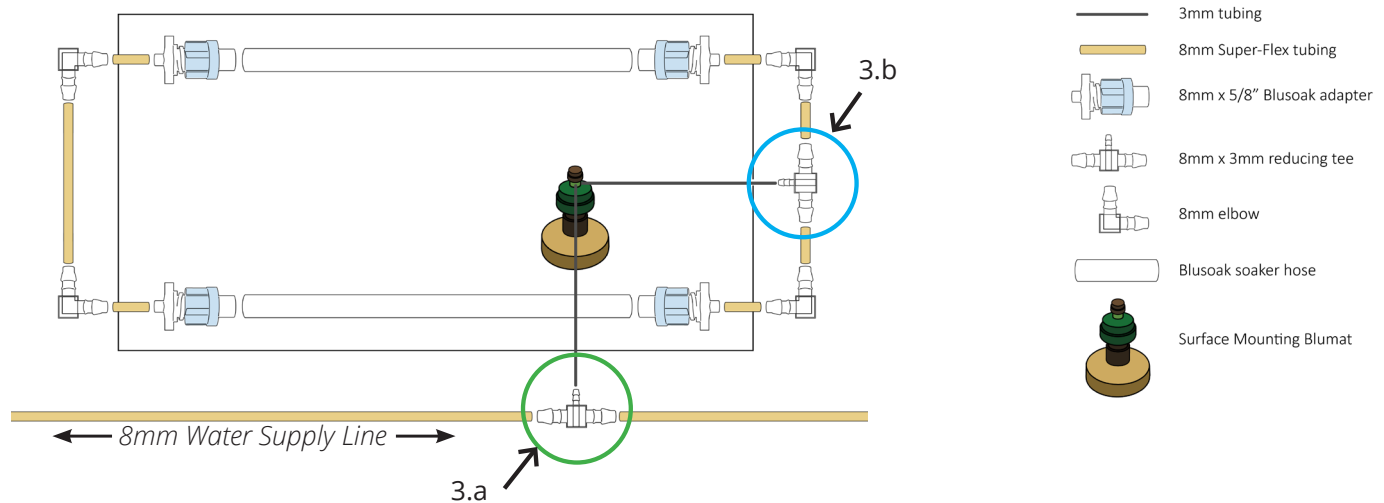 3.b
8mm Water Supply Line
3.a
3mm tubing
8mm Super-Flex tubing
8mm x 5/8" Blusoak adapter
8mm x 3mm reducing tee
8mm elbow
Blusoak soaker hose
Surface Mounting Blumat